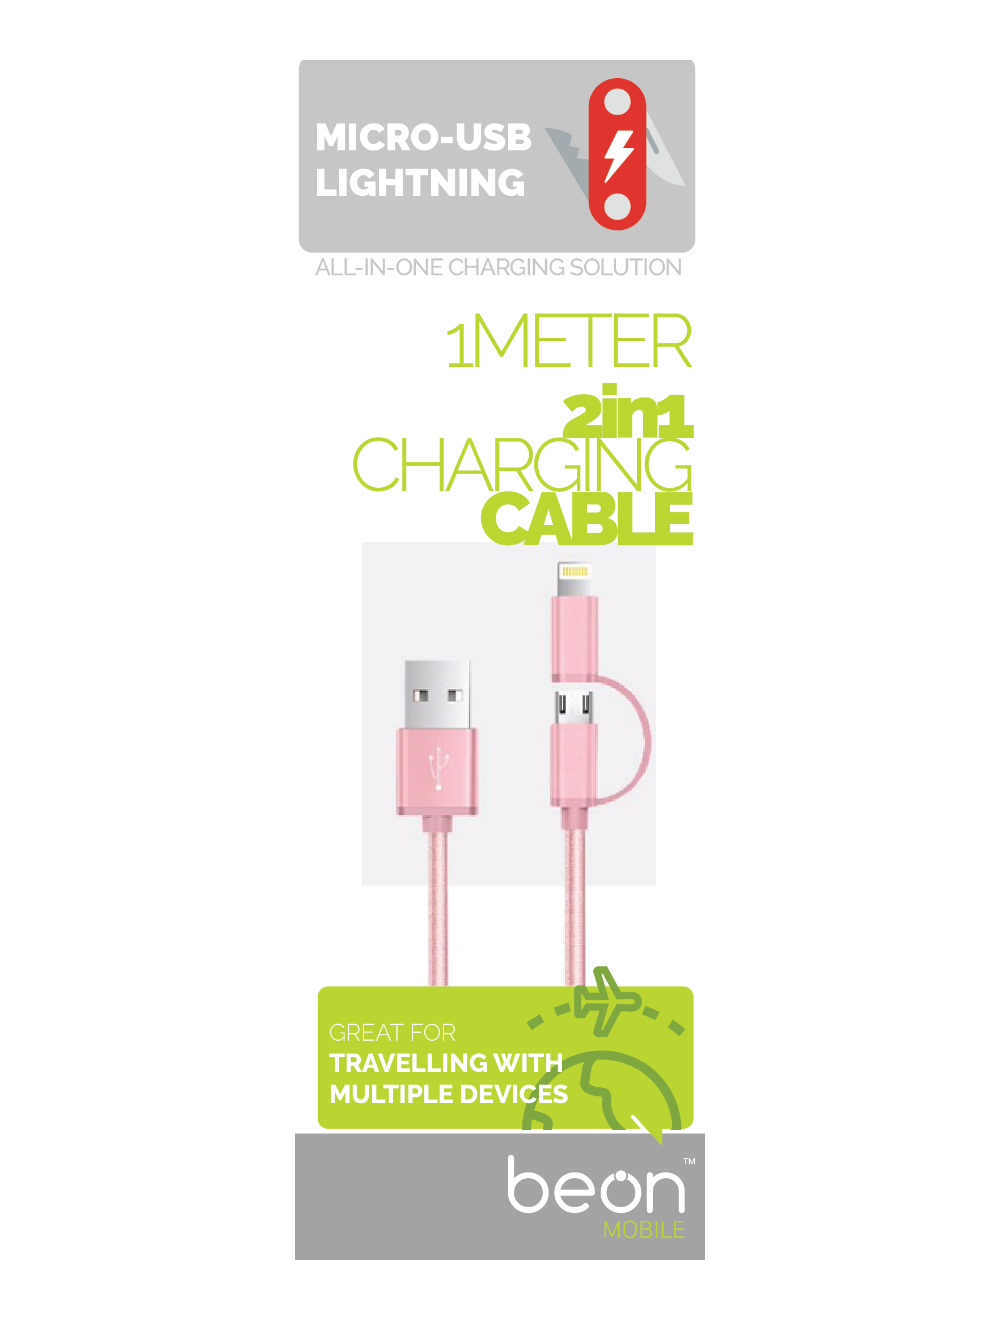 MICRO-USB
LIGHTNING
ALL-IN-ONE CHARGING SOLUTION
1METER
2in1
CHARGING
CABLE
GREAT FOR
TRAVELLING WITH
MULTIPLE DEVICES
beon™
MOBILE